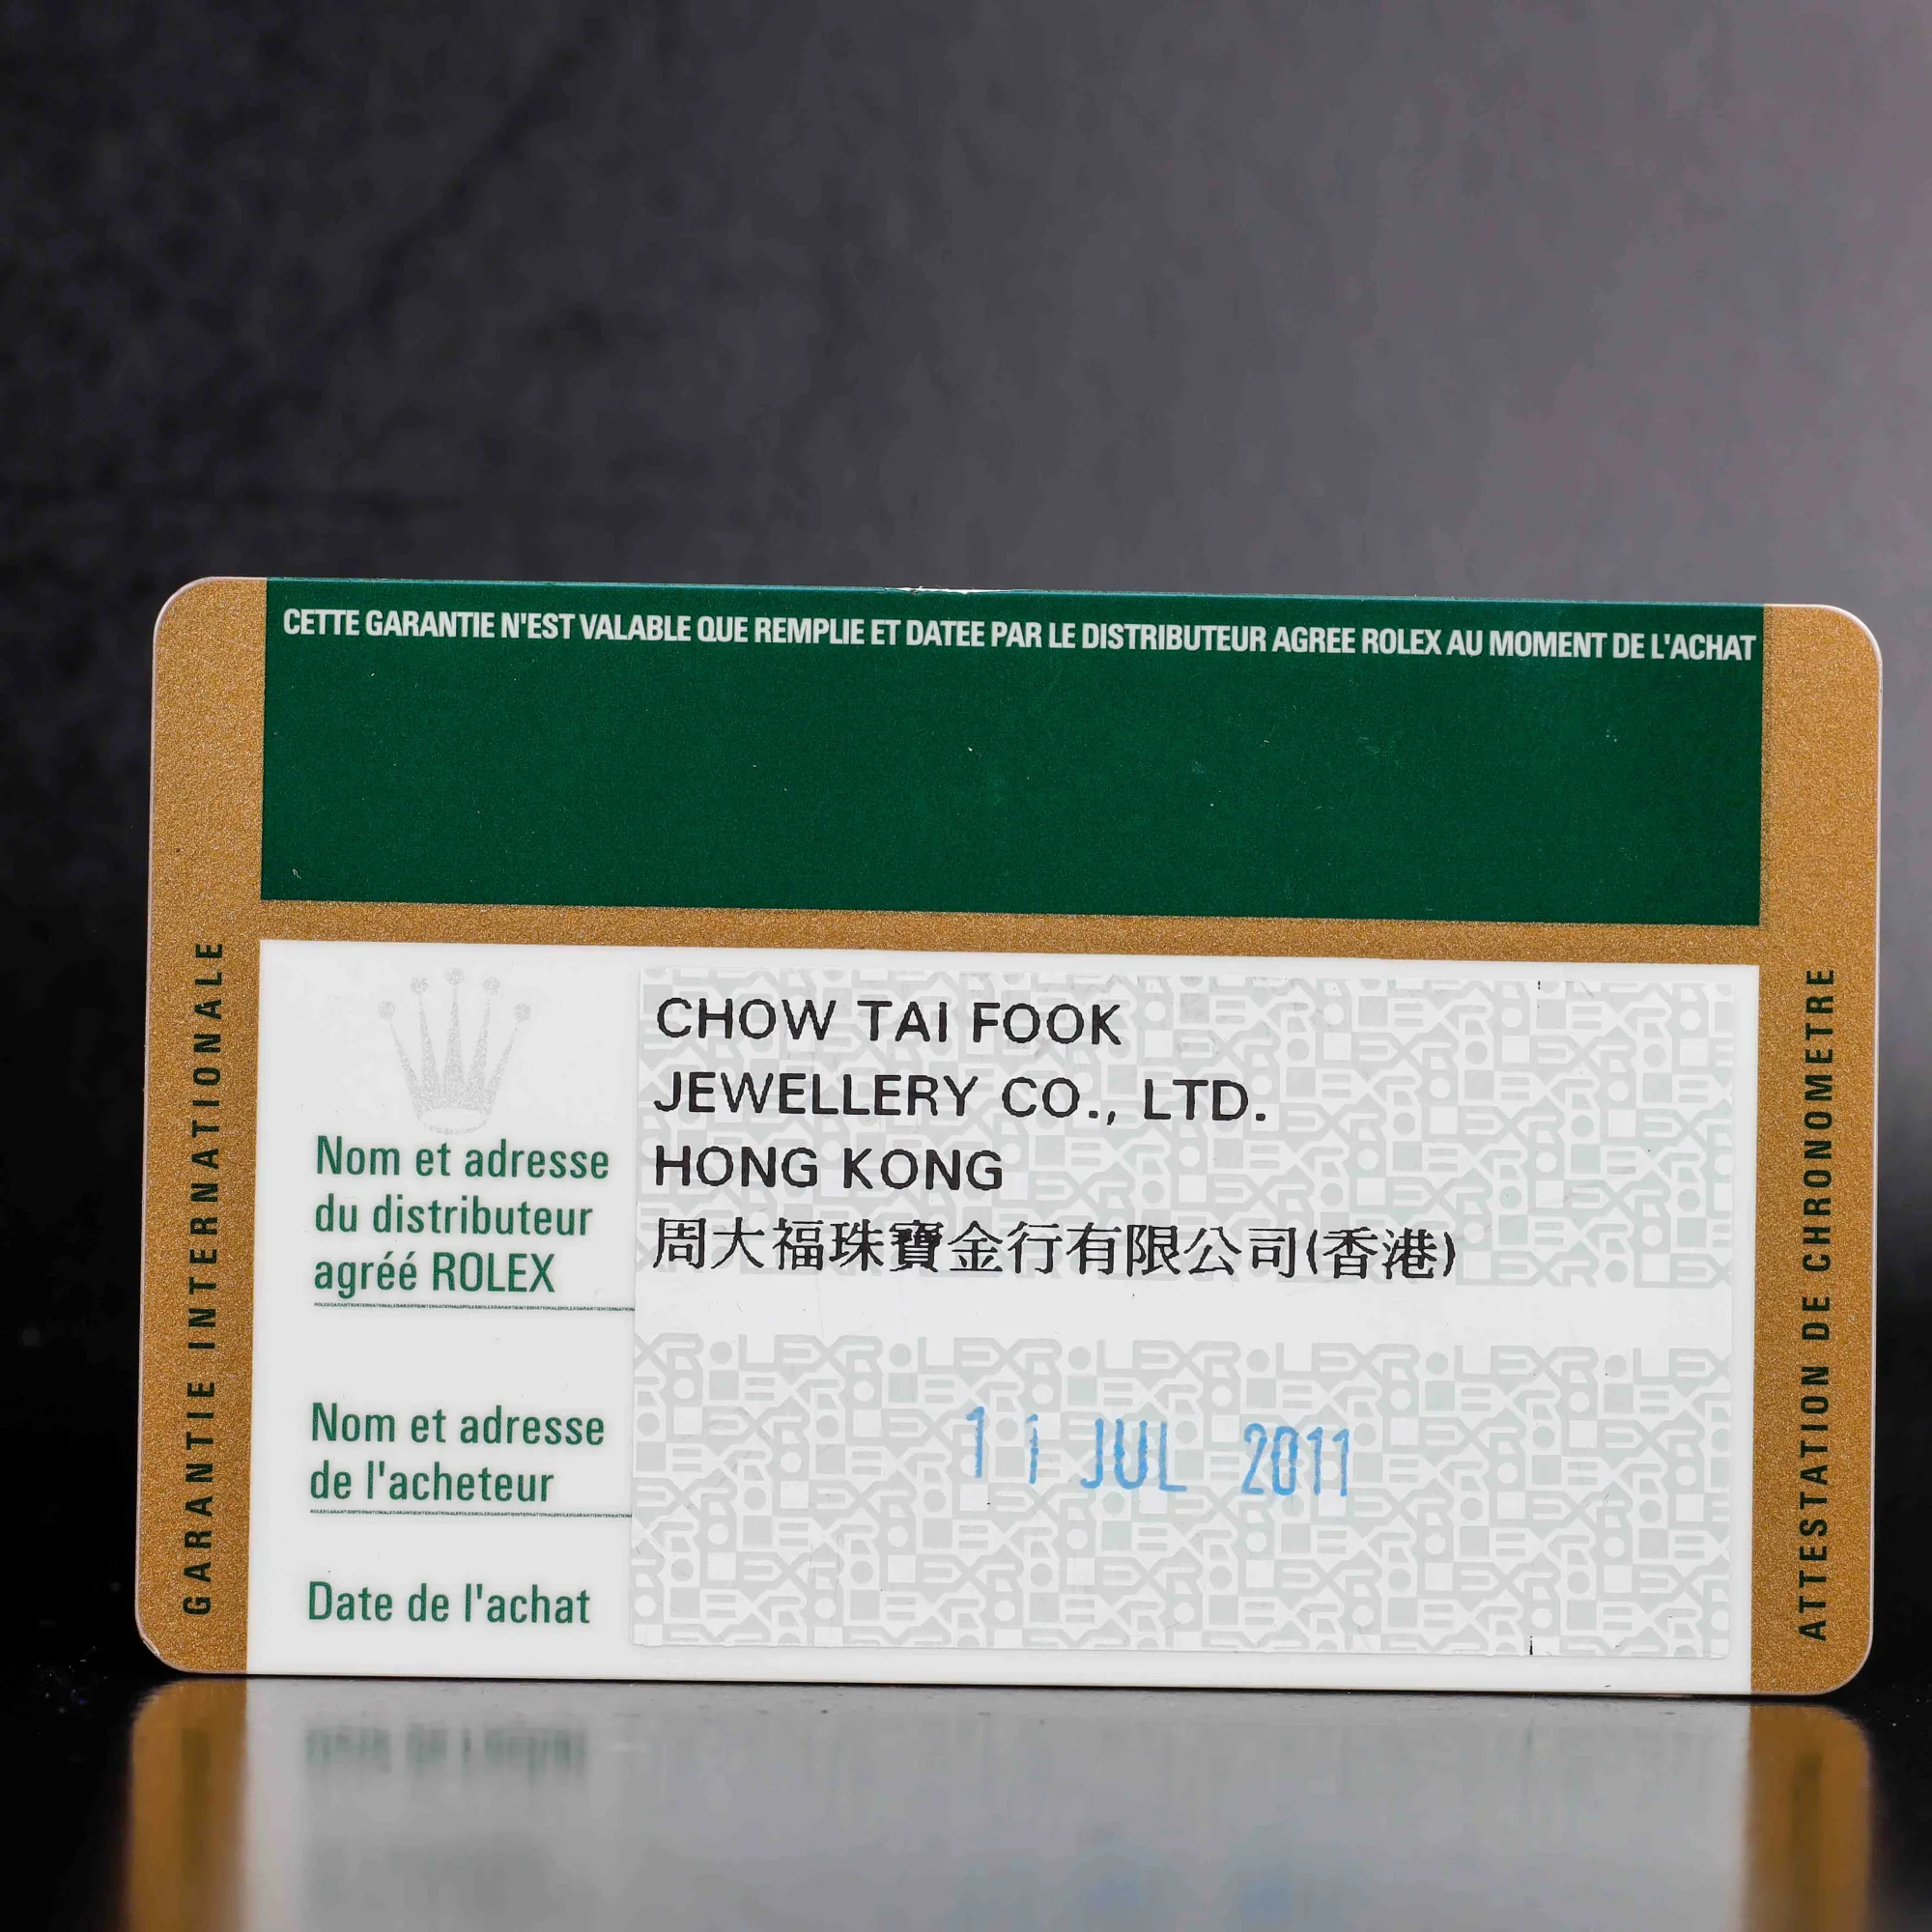 CETTE GARANTIE N'EST VALABLE QUE REMPLIE ET DATEE PAR LE DISTRIBUTEUR AGREE ROLEX AU MOMENT DE L'ACHAT
GARANTIE INTERNATIONALE
Nom et adresse
du distributeur
agréé ROLEX
CHOW TAI FOOK
JEWELLERY CO., LTD.
HONG KONG
周大福珠寶金行有限公司(香港)
Nom et adresse
de l'acheteur
11 JUL 2011
Date de l'achat
ATTESTATION DE CHRONOMETRE